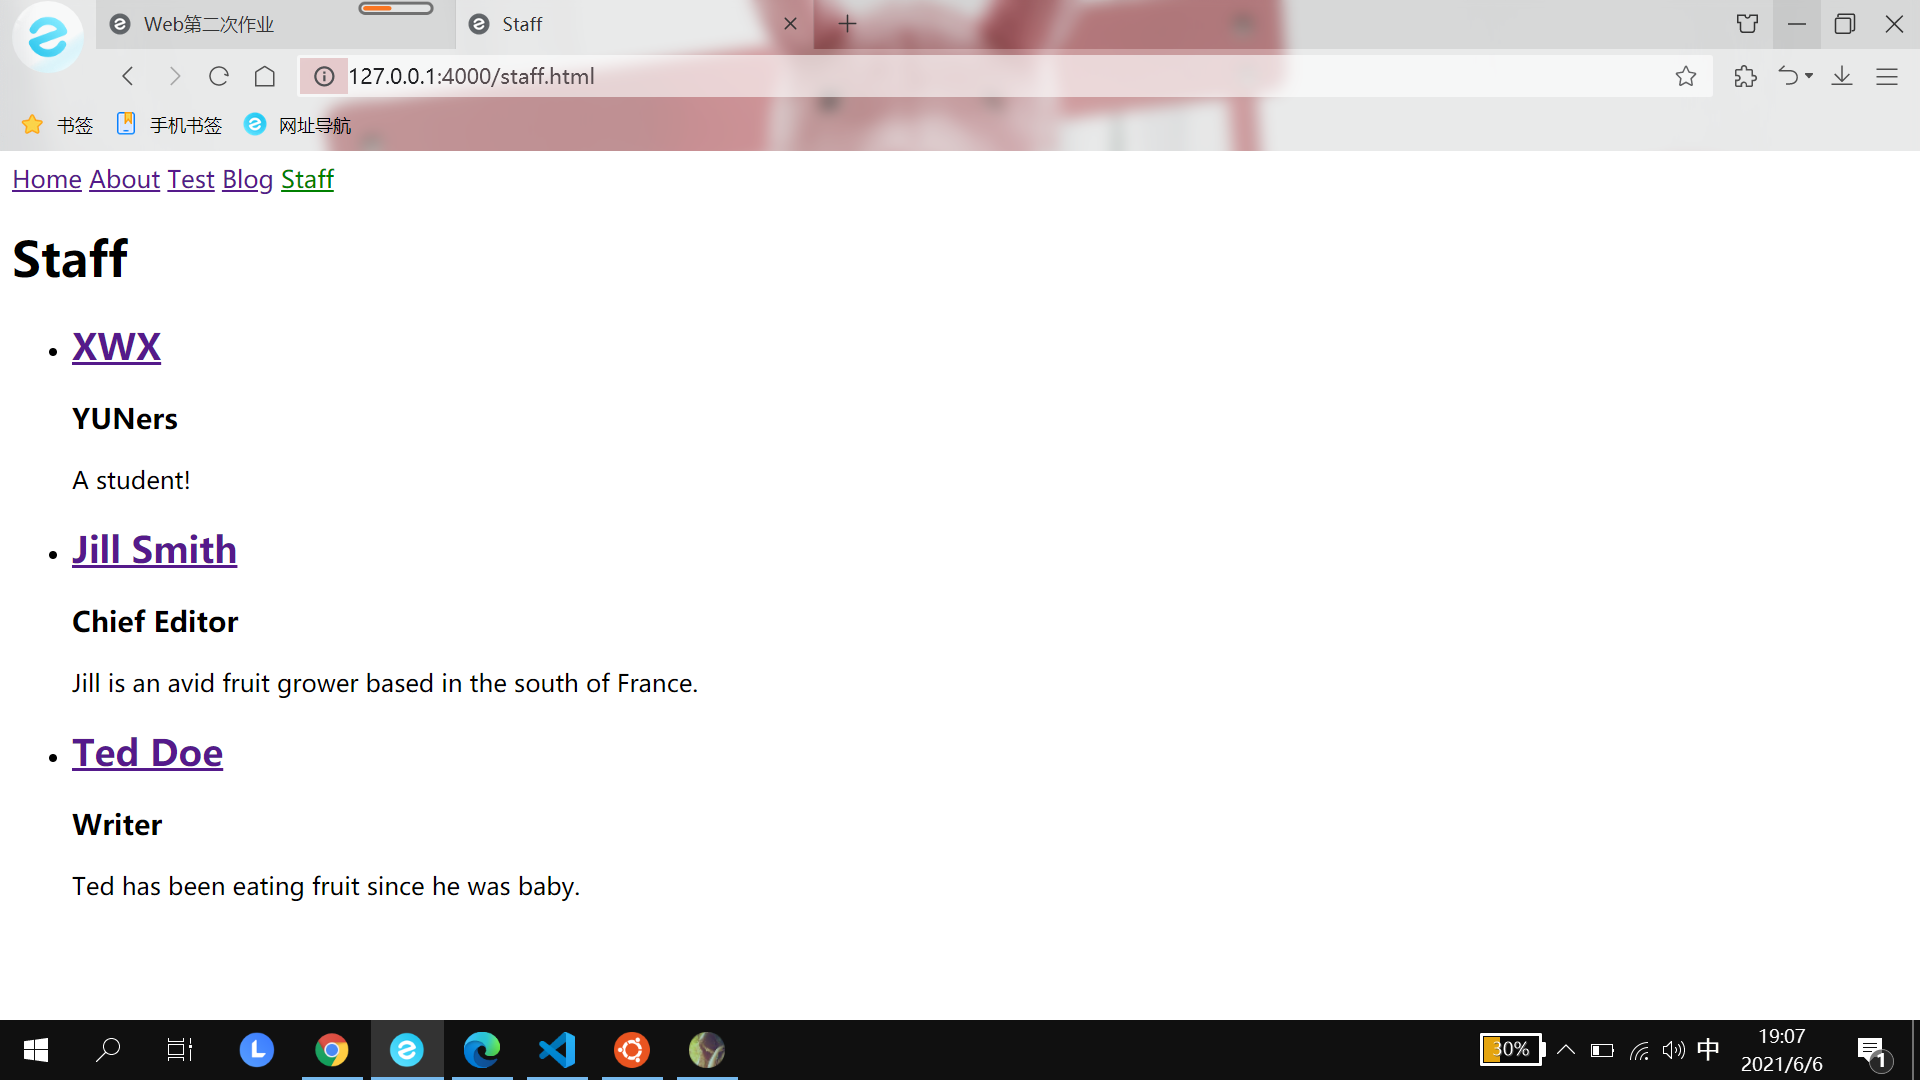 Web第二次作业
Staff
127.0.0.1:4000/staff.html
书签 手机书签 网址导航
Home About Test Blog Staff
Staff
XWX
YUNers
A student!
Jill Smith
Chief Editor
Jill is an avid fruit grower based in the south of France.
Ted Doe
Writer
Ted has been eating fruit since he was baby.
30%
中
19:07
2021/6/6
1